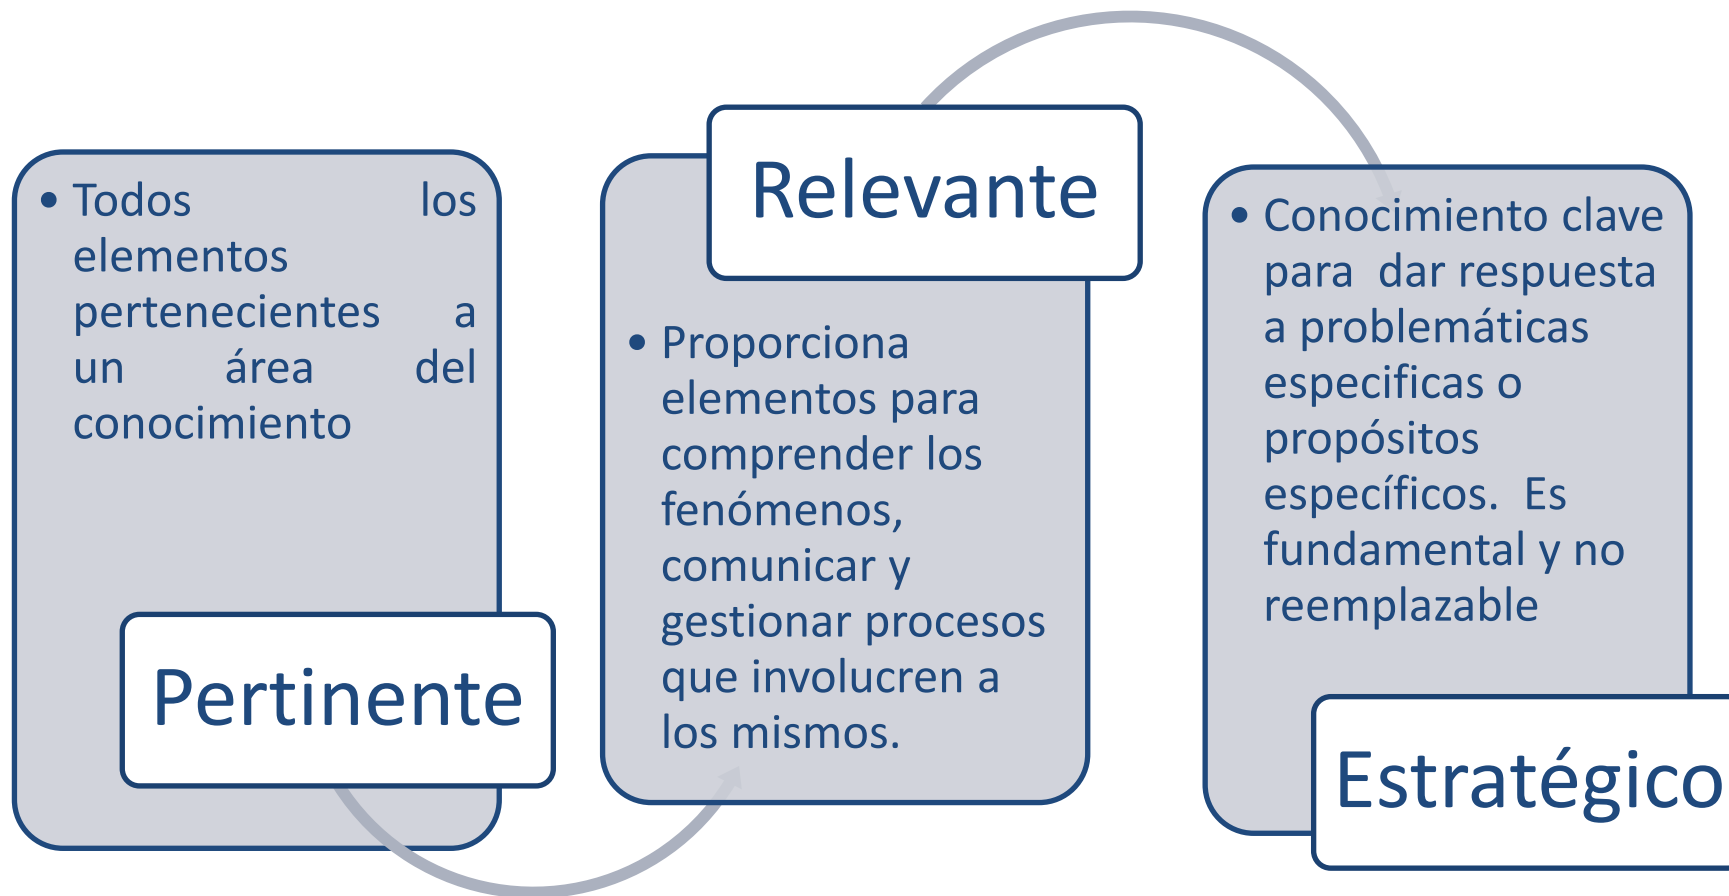 • Todos los
elementos
pertenecientes a
un área del
conocimiento
Pertinente
Relevante
• Proporciona
elementos para
comprender los
fenómenos,
comunicar y
gestionar procesos
que involucren a
los mismos.
• Conocimiento clave
para dar respuesta
a problemáticas
especificas o
propósitos
específicos. Es
fundamental y no
reemplazable
Estratégico